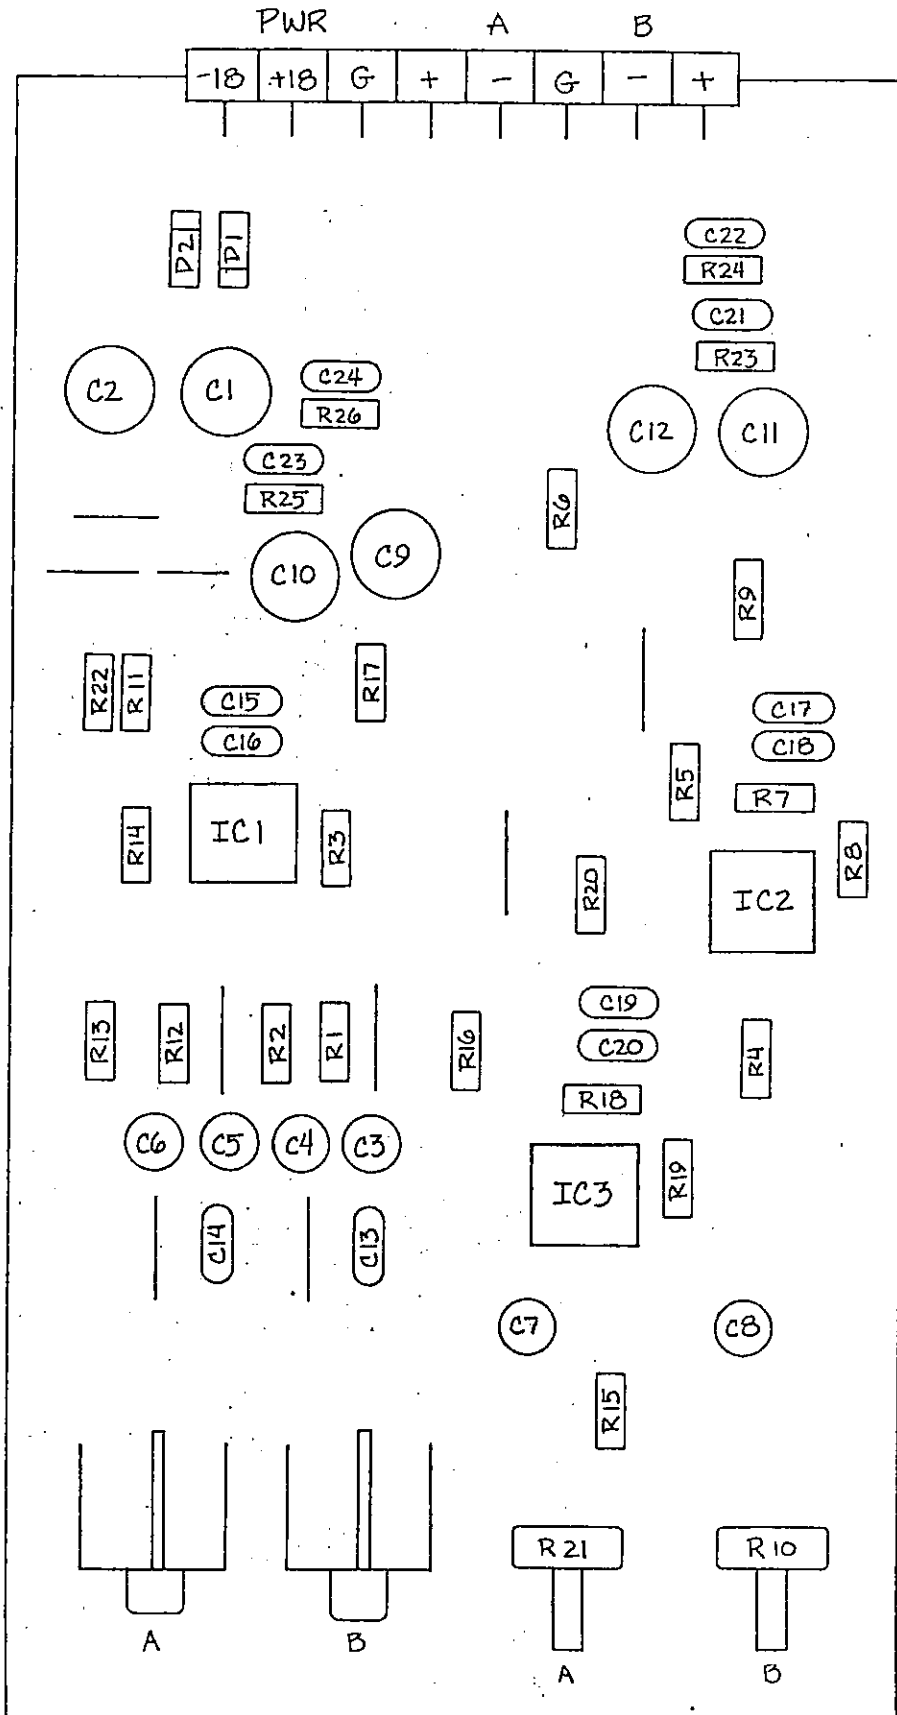 PWR A B
-18 +18 G + - G - +
D2 D1
C22
R24
C21
R23
C2 C1 C24
R26
C12 C11
C23
R25
R6
C10 C9
R9
R22 R11 R17
C15
C16
C17
C18
R5 R7
R14 IC1 R3
R20 IC2 R8
R13 R12 R2 R1 R16
C19
C20
R4
R18
C6 C5 C4 C3
IC3 R19
C14 C13
C7 C8
R15
R21 R10
A B
A B